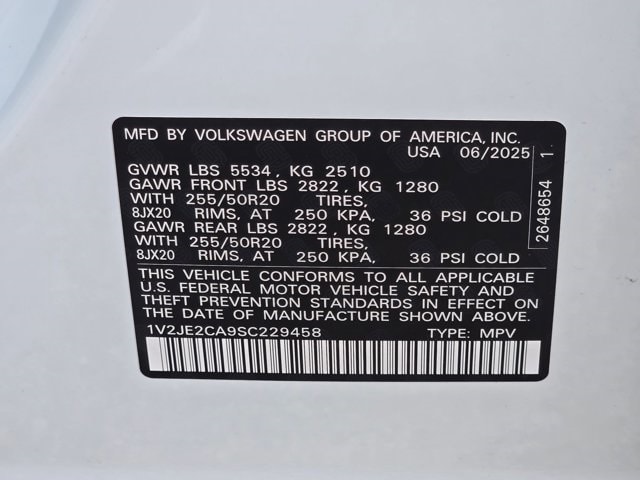 MFD BY VOLKSWAGEN GROUP OF AMERICA, INC.
USA 06/2025
GVWR LBS 5534 , KG 2510
GAWR FRONT LBS 2822 , KG 1280
WITH 255/50R20 TIRES,
8JX20 RIMS, AT 250 KPA, 36 PSI COLD
GAWR REAR LBS 2822 , KG 1280
WITH 255/50R20 TIRES,
8JX20 RIMS, AT 250 KPA, 36 PSI COLD
THIS VEHICLE CONFORMS TO ALL APPLICABLE
U.S. FEDERAL MOTOR VEHICLE SAFETY AND
THEFT PREVENTION STANDARDS IN EFFECT ON
THE DATE OF MANUFACTURE SHOWN ABOVE.
1V2JE2CA9SC229458 TYPE: MPV
2648654 1